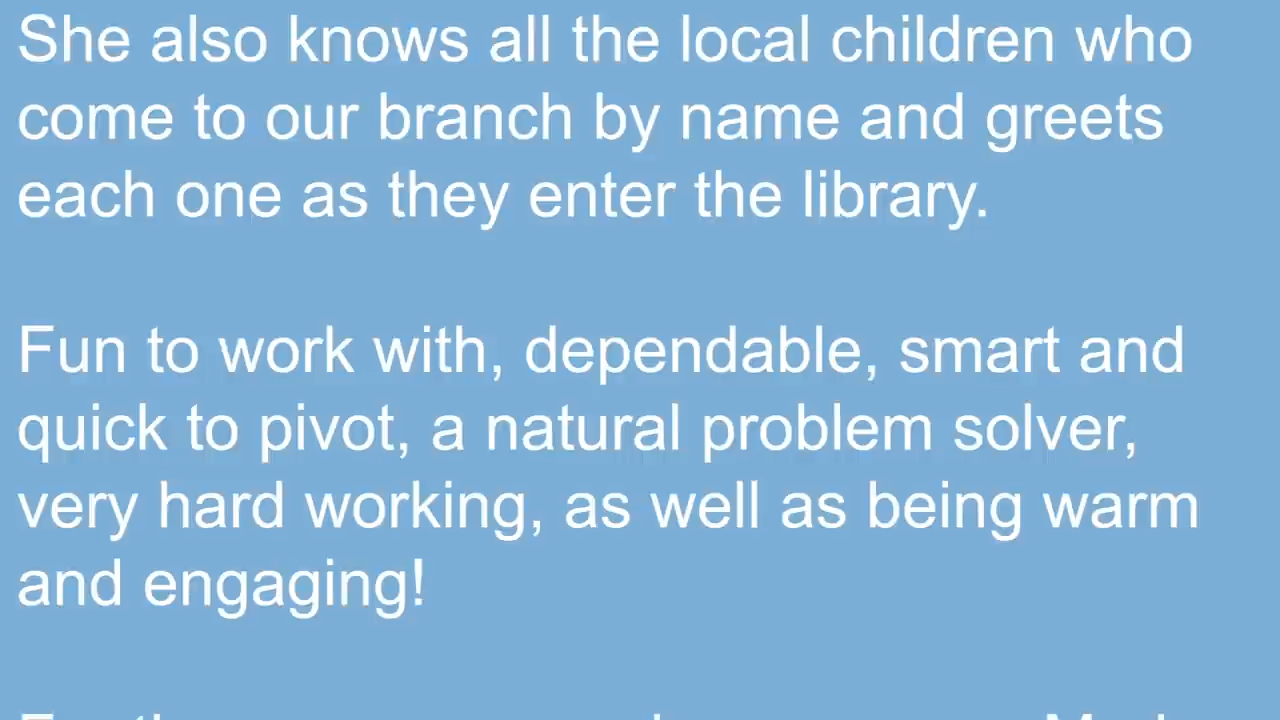 She also knows all the local children who
come to our branch by name and greets
each one as they enter the library.
Fun to work with, dependable, smart and
quick to pivot, a natural problem solver,
very hard working, as well as being warm
and engaging!